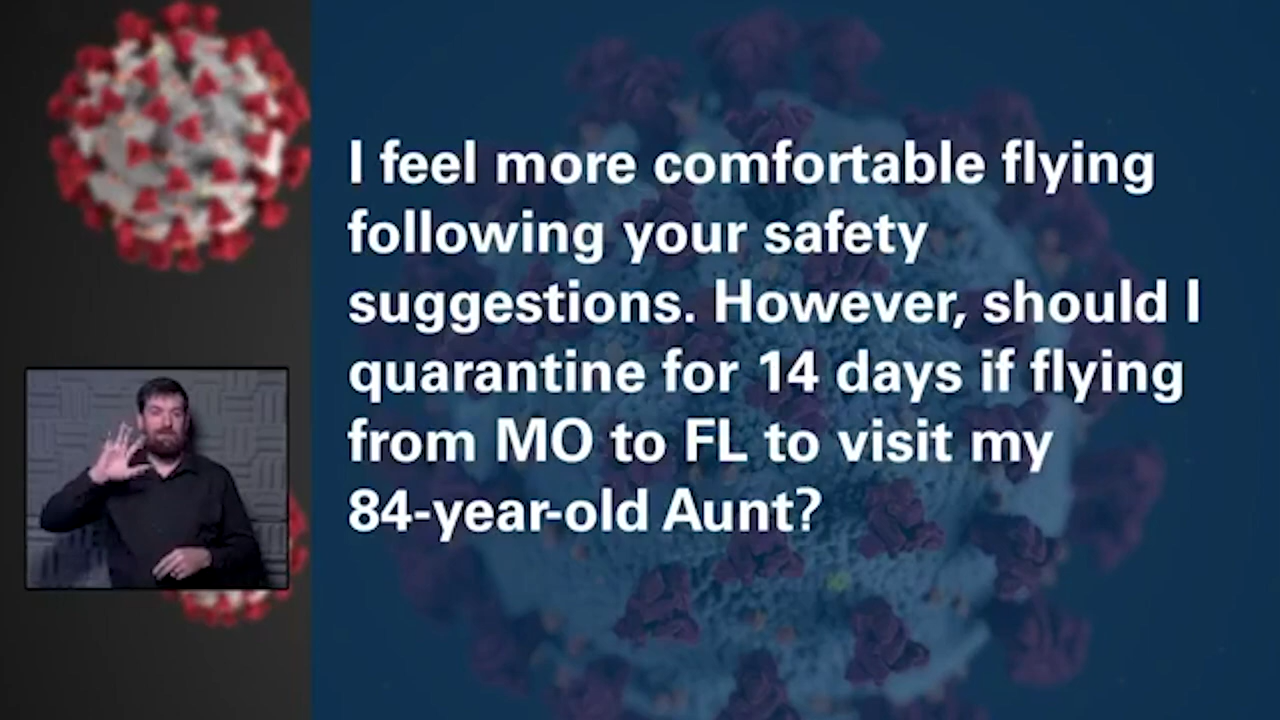 I feel more comfortable flying
following your safety
suggestions. However, should I
quarantine for 14 days if flying
from MO to FL to visit my
84-year-old Aunt?